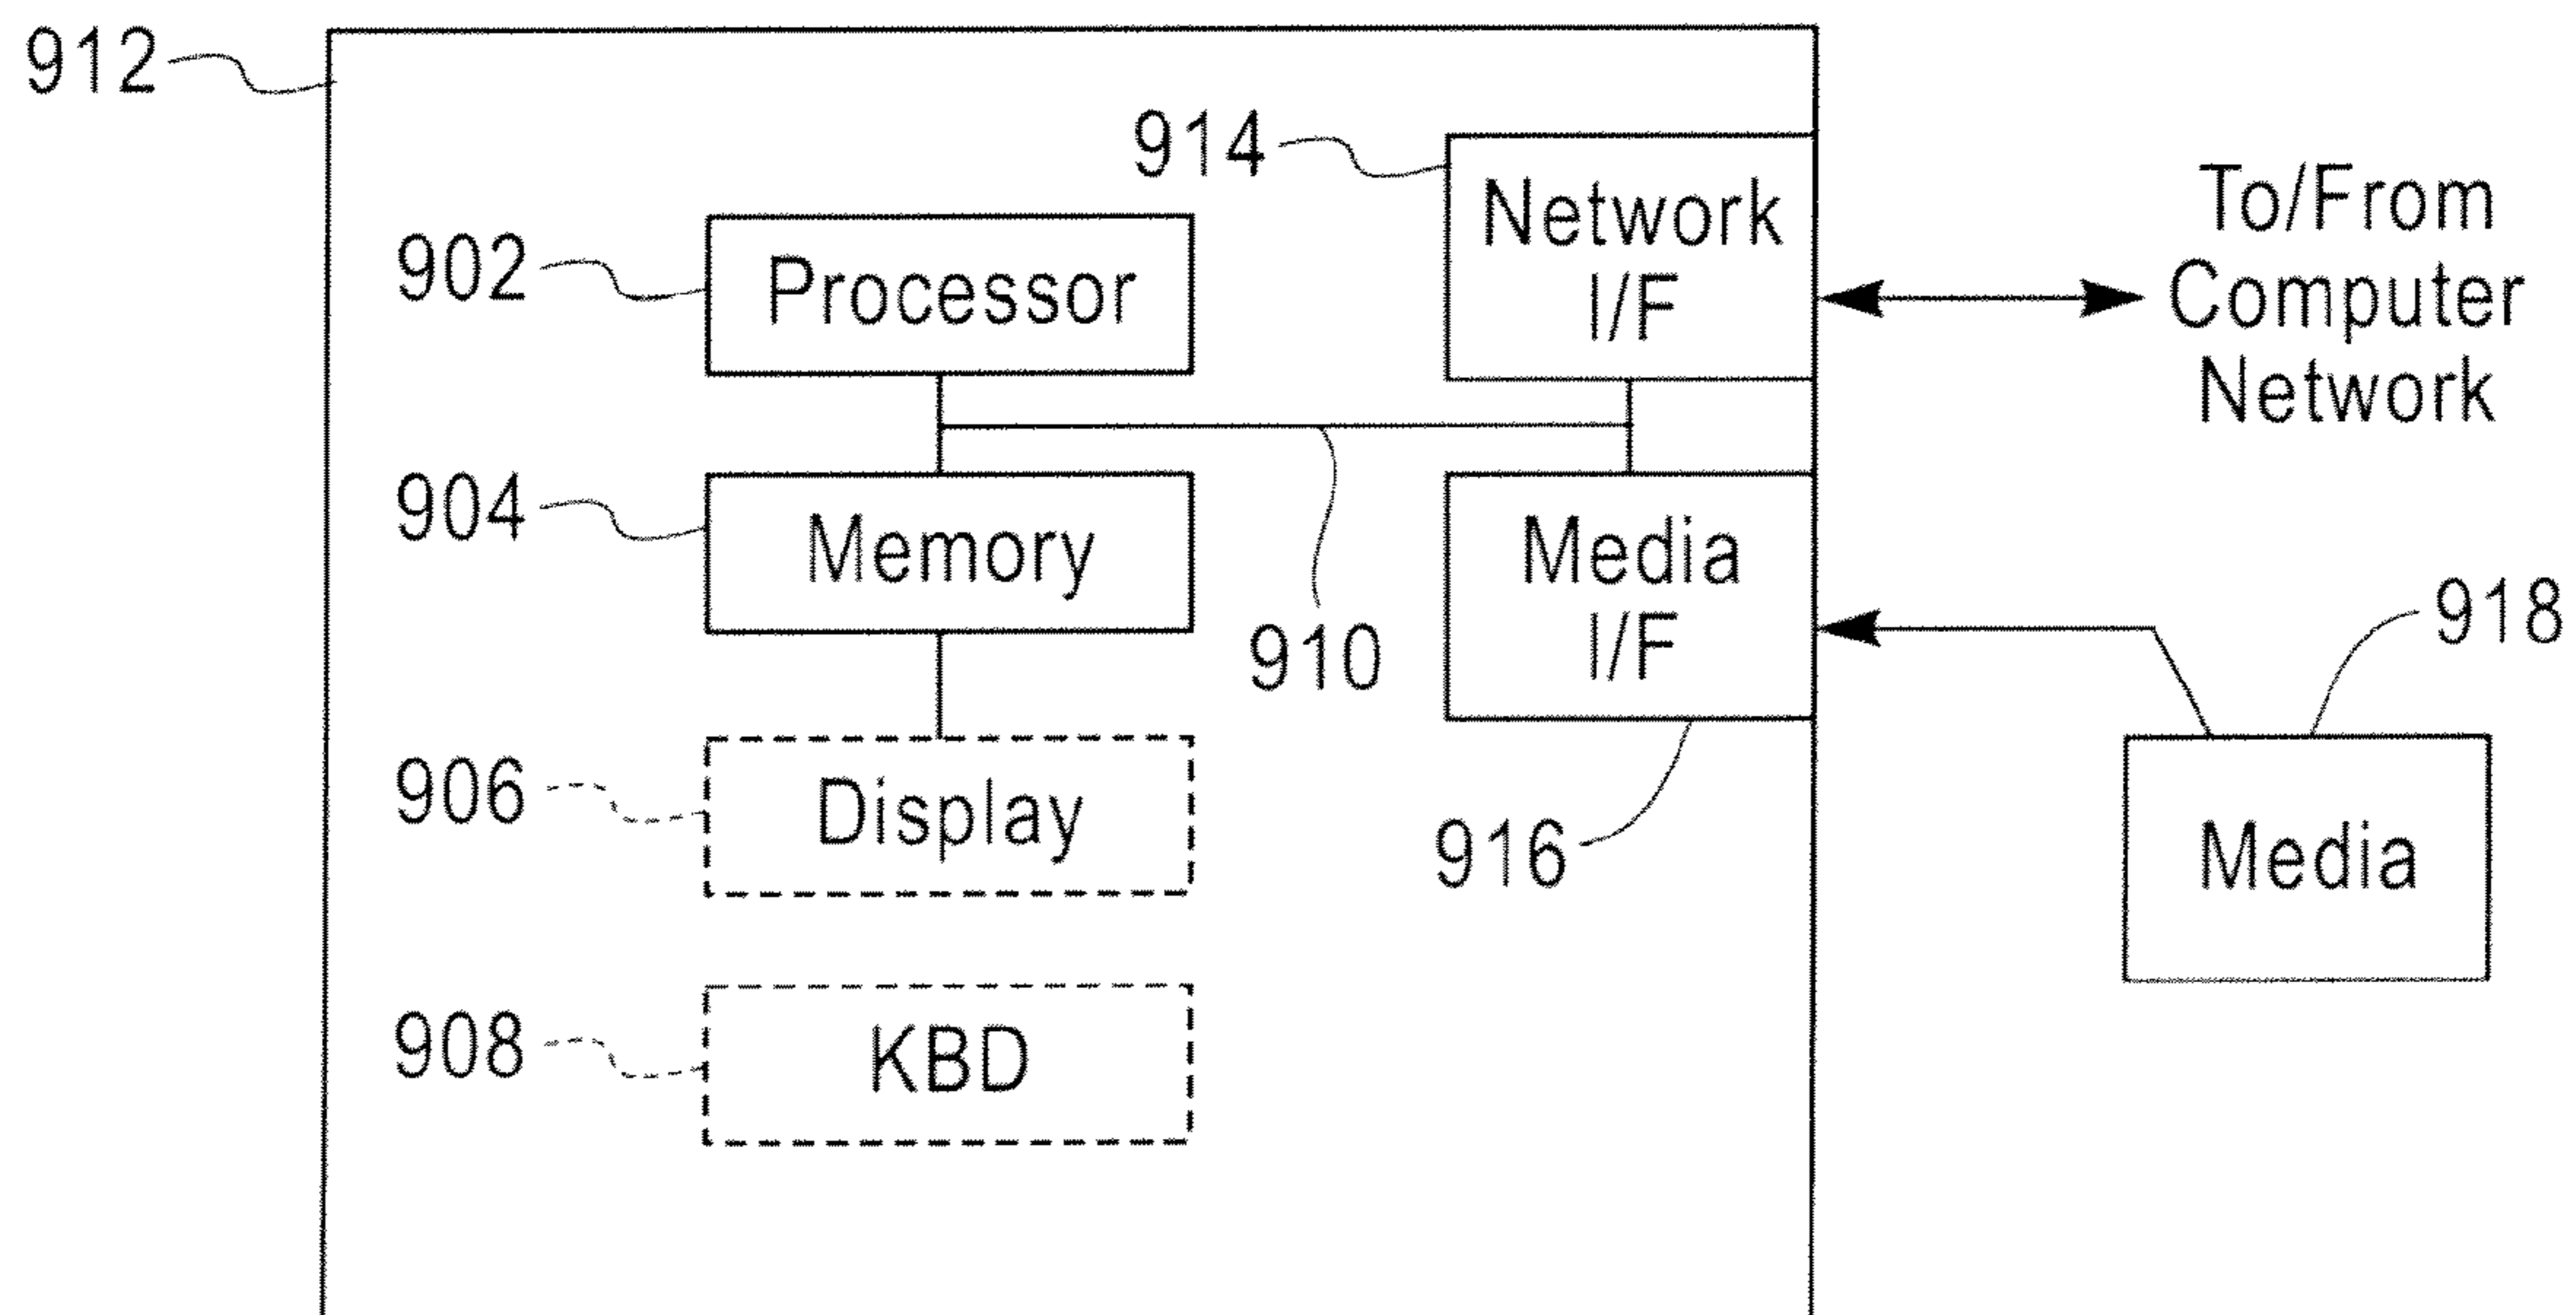 912
914
Network
I/F
To/From
Computer
Network
902
Processor
904
Memory
Media
I/F
910
918
906
Display
916
Media
908
KBD